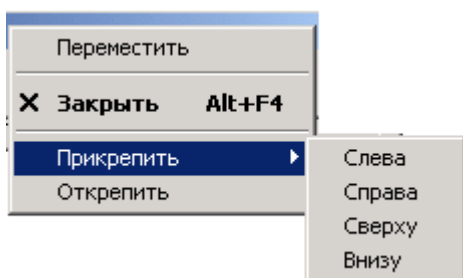 Переместить
Закрыть Alt+F4
Прикрепить
Открепить
Слева
Справа
Сверху
Внизу